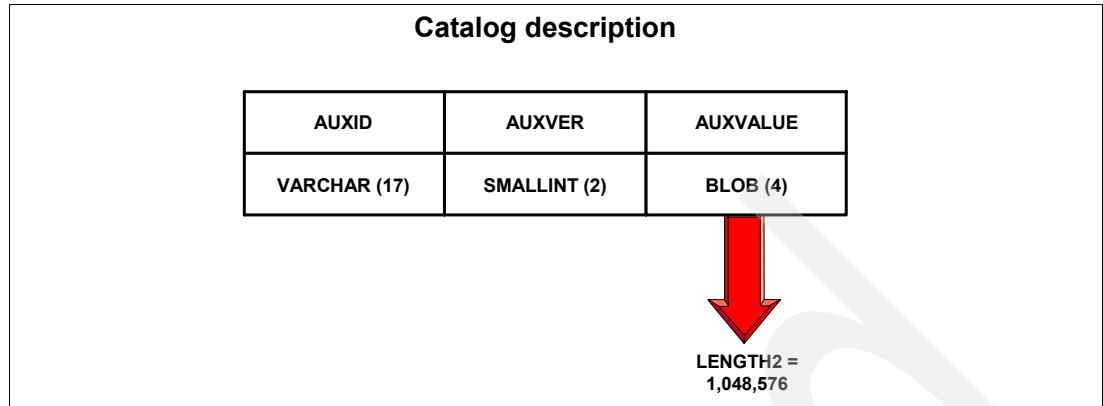 Catalog description
AUXID AUXVER AUXVALUE
VARCHAR (17) SMALLINT (2) BLOB (4)
LENGTH2 =
1,048,576